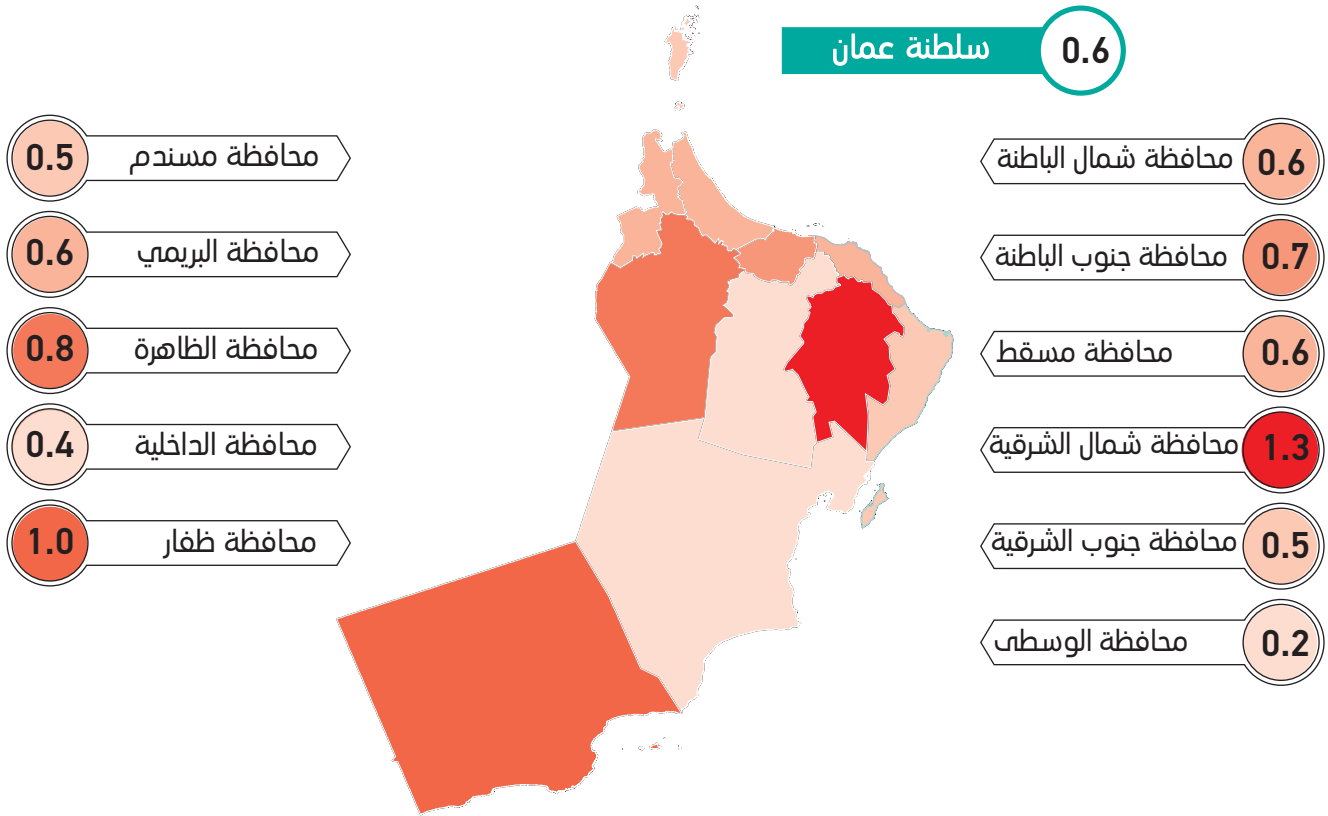 سلطنة عمان 0.6
محافظة شمال الباطنة 0.6
محافظة جنوب الباطنة 0.7
محافظة مسقط 0.6
محافظة شمال الشرقية 1.3
محافظة جنوب الشرقية 0.5
محافظة الوسطى 0.2
محافظة مسندم 0.5
محافظة البريمي 0.6
محافظة الظاهرة 0.8
محافظة الداخلية 0.4
محافظة ظفار 1.0